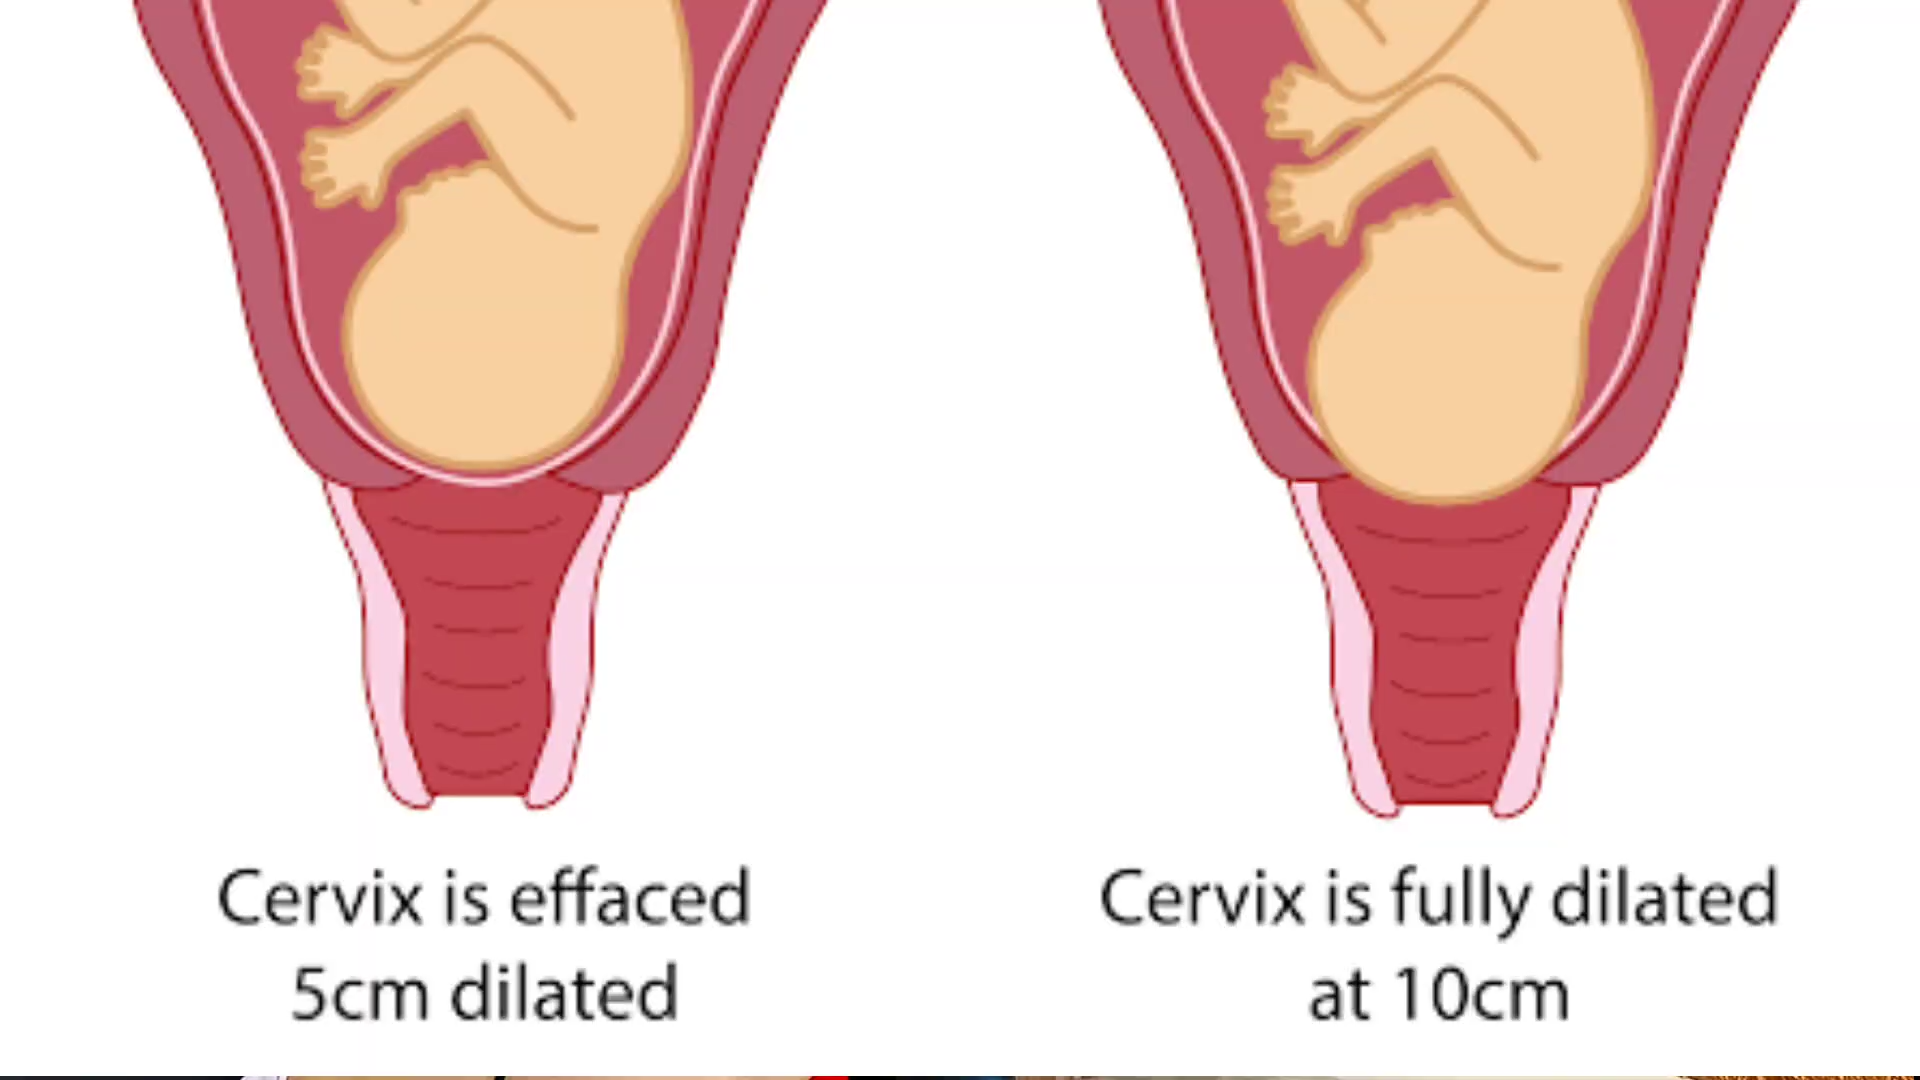 Cervix is effaced
5cm dilated
Cervix is fully dilated
at 10cm